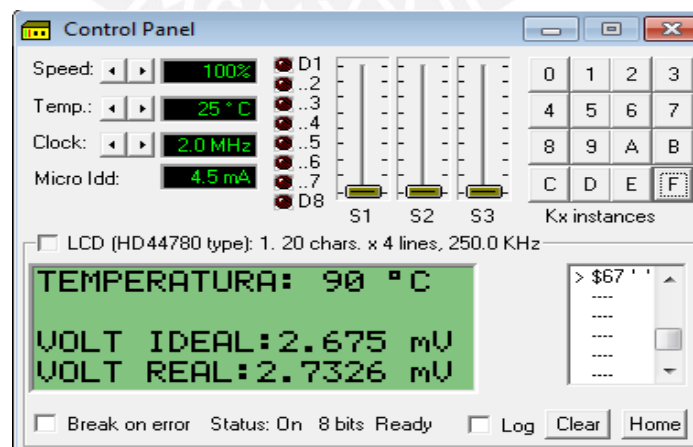 Control Panel
Speed: 100% D1
..2
Temp.: 25 ° C ..3
..4
Clock: 2.0 MHz ..5
..6
Micro Idd: 4.5 mA ..7
D8
S1 S2 S3
0 1 2 3
4 5 6 7
8 9 A B
C D E F
Kx instances
LCD (HD44780 type): 1. 20 chars. x 4 lines, 250.0 KHz
TEMPERATURA: 90 °C
VOLT IDEAL:2.675 mV
VOLT REAL:2.7326 mV
> $67 ' '
----
----
----
----
----
Break on error Status: On 8 bits Ready Log Clear Home